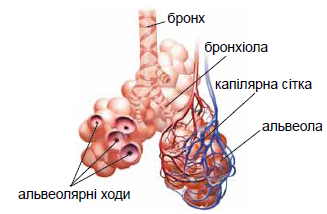 бронх
бронхіола
капілярна сітка
альвеола
альвеолярні ходи